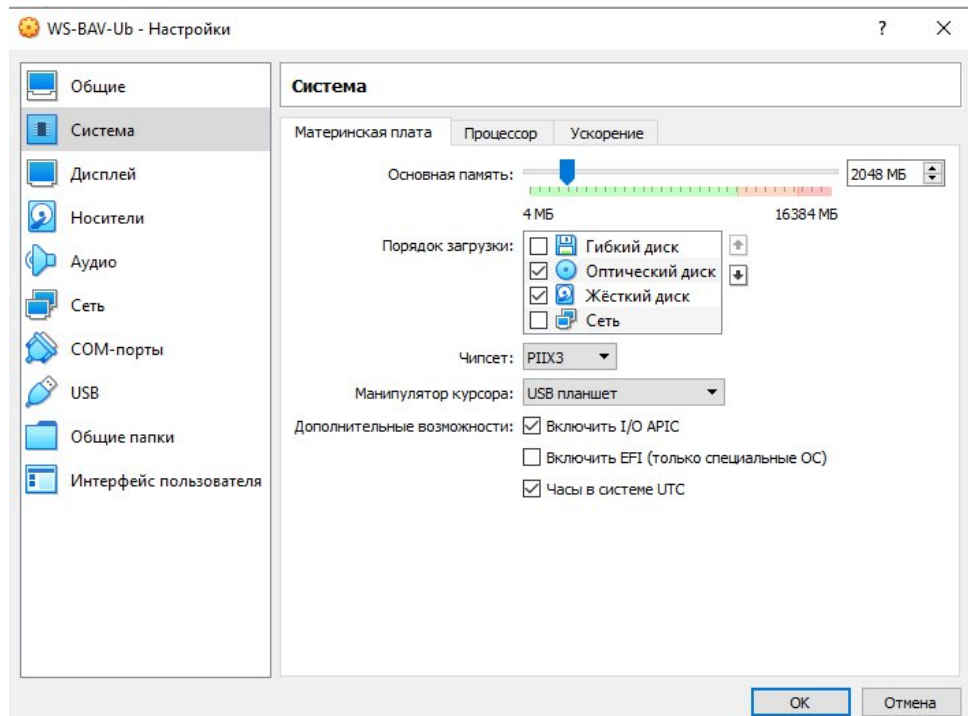 WS-BAV-Ub - Настройки
?
Общие
Система
Дисплей
Носители
Аудио
Сеть
COM-порты
USB
Общие папки
Интерфейс пользователя
Система
Материнская плата Процессор Ускорение
Основная память: 2048 МБ
4 МБ 16384 МБ
Порядок загрузки: Гибкий диск
Оптический диск
Жёсткий диск
Сеть
Чипсет: PIIX3
Манипулятор курсора: USB планшет
Дополнительные возможности: Включить I/O APIC
Включить EFI (только специальные ОС)
Часы в системе UTC
OK Отмена